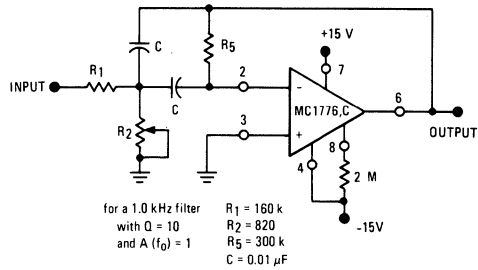 +15 V
C
R5
7
INPUT
R1
C
2
-
MC1776,C
6
OUTPUT
R2
3
+
8
4
2 M
-15V
for a 1.0 kHz filter
with Q = 10
and A (fo) = 1
R1 = 160 k
R2 = 820
R5 = 300 k
C = 0.01 μF